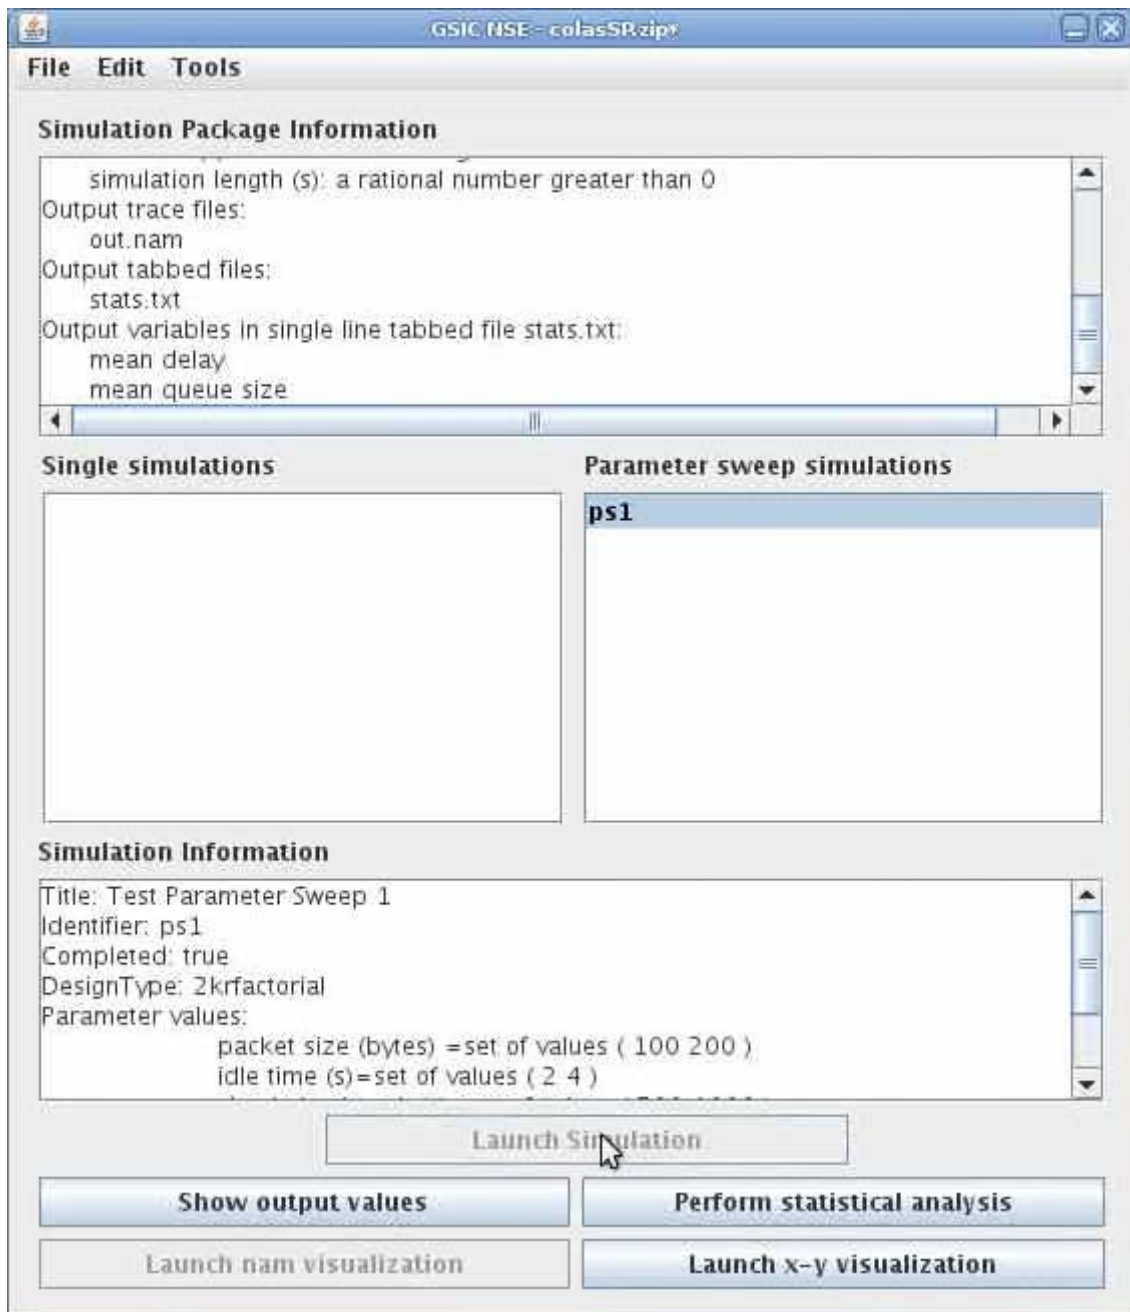 GSIC NSE - colasSR.zip*
File Edit Tools
Simulation Package Information
simulation length (s): a rational number greater than 0
Output trace files:
out.nam
Output tabbed files:
stats.txt
Output variables in single line tabbed file stats.txt:
mean delay
mean queue size
Single simulations
Parameter sweep simulations
ps1
Simulation Information
Title: Test Parameter Sweep 1
Identifier: ps1
Completed: true
DesignType: 2krfactorial
Parameter values:
packet size (bytes) =set of values ( 100 200 )
idle time (s)=set of values ( 2 4 )
Launch Simulation
Show output values
Perform statistical analysis
Launch nam visualization
Launch x-y visualization